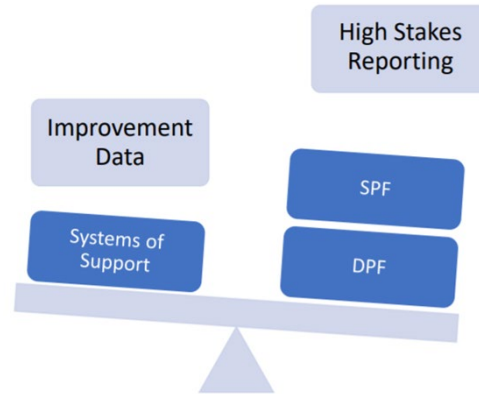 High Stakes
Reporting
Improvement
Data
SPF
Systems of
Support
DPF